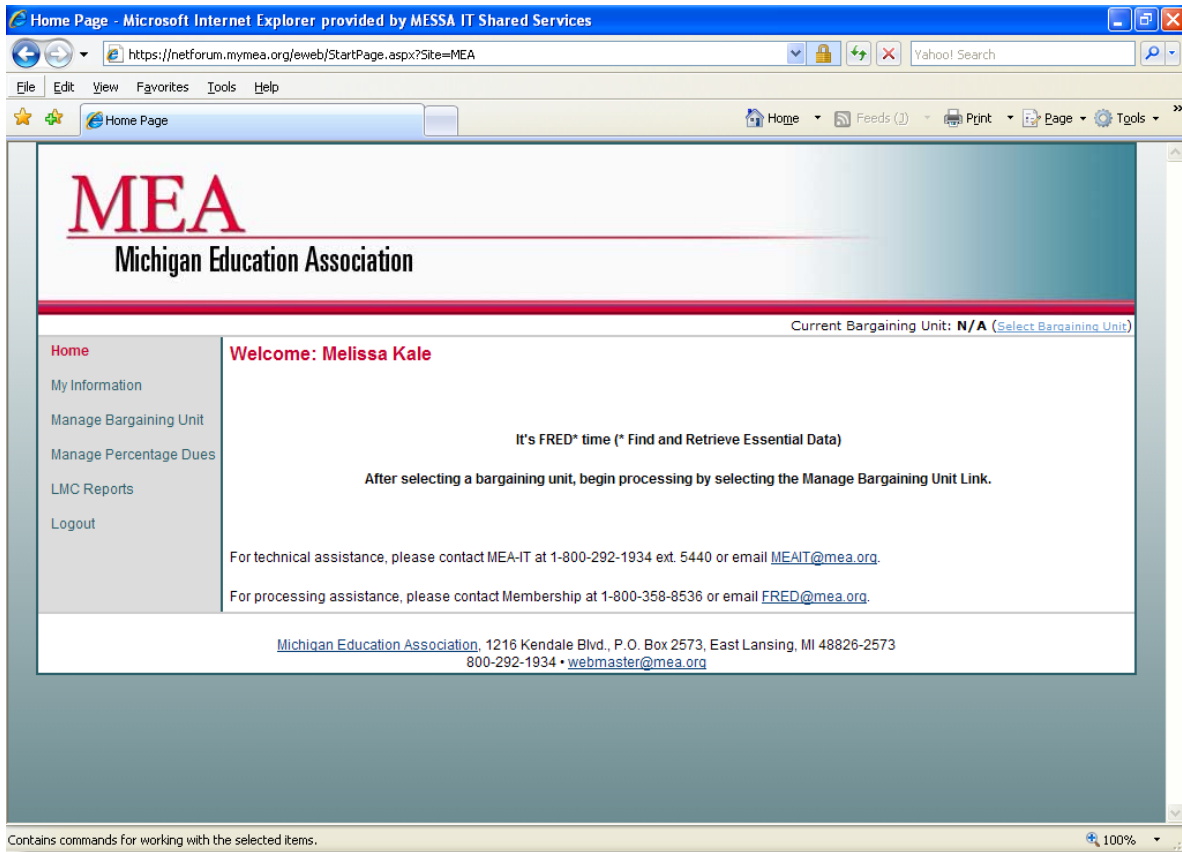 Home Page - Microsoft Internet Explorer provided by MESSA IT Shared Services
https://netforum.mymea.org/eweb/StartPage.aspx?Site=MEA
Yahoo! Search
File Edit View Favorites Tools Help
Home Page
Home Feeds (J) Print Page Tools »
MEA
Michigan Education Association
Current Bargaining Unit: N/A (Select Bargaining Unit)
Home
My Information
Manage Bargaining Unit
Manage Percentage Dues
LMC Reports
Logout
Welcome: Melissa Kale
It's FRED* time (* Find and Retrieve Essential Data)
After selecting a bargaining unit, begin processing by selecting the Manage Bargaining Unit Link.
For technical assistance, please contact MEA-IT at 1-800-292-1934 ext. 5440 or email MEAIT@mea.org.
For processing assistance, please contact Membership at 1-800-358-8536 or email FRED@mea.org.
Michigan Education Association, 1216 Kendale Blvd., P.O. Box 2573, East Lansing, MI 48826-2573
800-292-1934 • webmaster@mea.org
Contains commands for working with the selected items.
100%